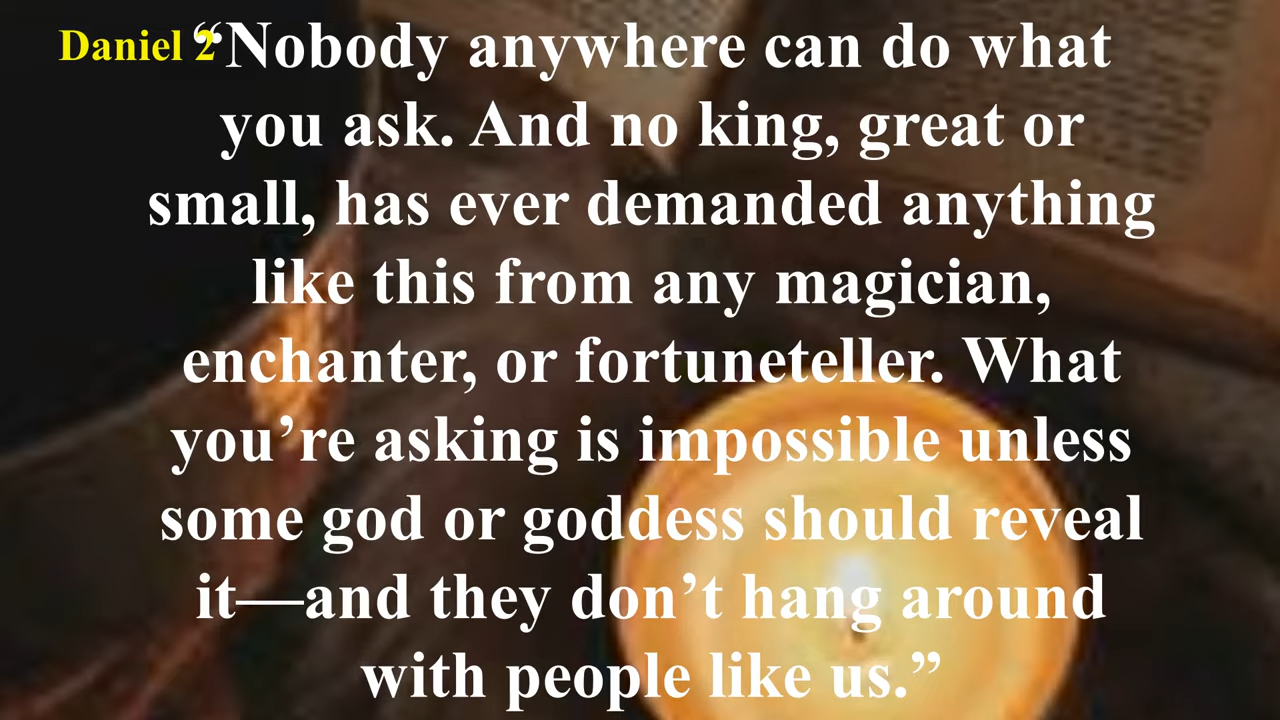 Daniel 2
“Nobody anywhere can do what
you ask. And no king, great or
small, has ever demanded anything
like this from any magician,
enchanter, or fortuneteller. What
you’re asking is impossible unless
some god or goddess should reveal
it—and they don’t hang around
with people like us.”